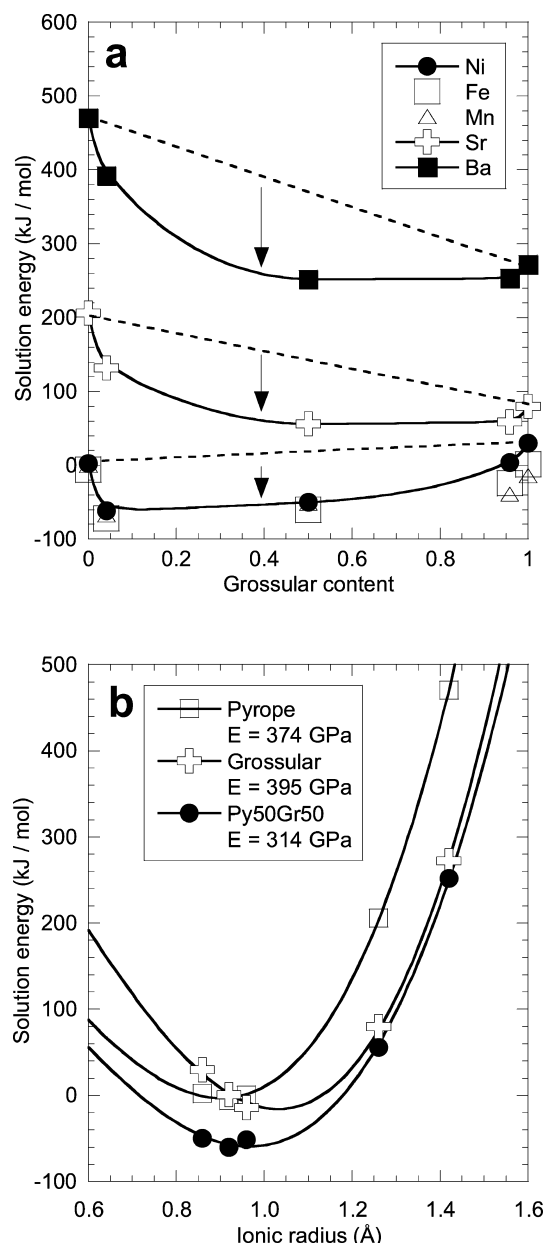 a
600
500
400
300
200
100
0
-100
Solution energy (kJ / mol)
Ni
Fe
Mn
Sr
Ba
0
0.2
0.4
0.6
0.8
1
Grossular content
b
500
400
300
200
100
0
-100
Solution energy (kJ / mol)
Pyrope
E = 374 GPa
Grossular
E = 395 GPa
Py50Gr50
E = 314 GPa
0.6
0.8
1.0
1.2
1.4
1.6
Ionic radius (Å)